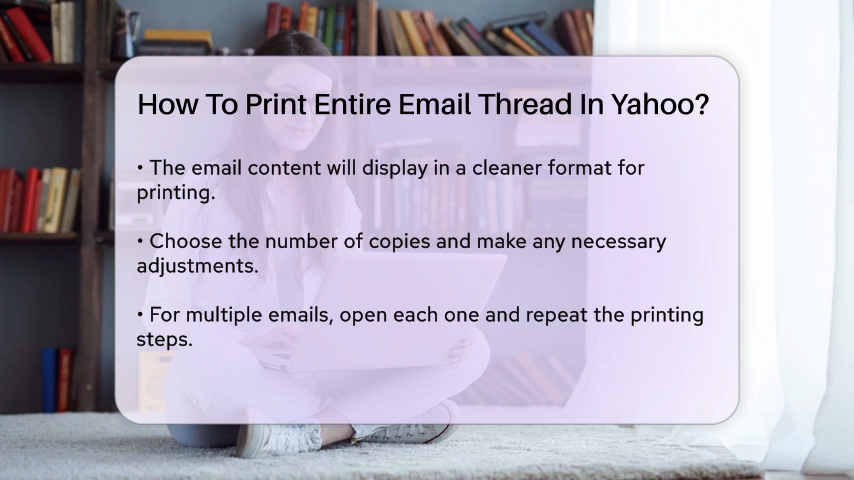 How To Print Entire Email Thread In Yahoo?
• The email content will display in a cleaner format for
printing.
• Choose the number of copies and make any necessary
adjustments.
• For multiple emails, open each one and repeat the printing
steps.